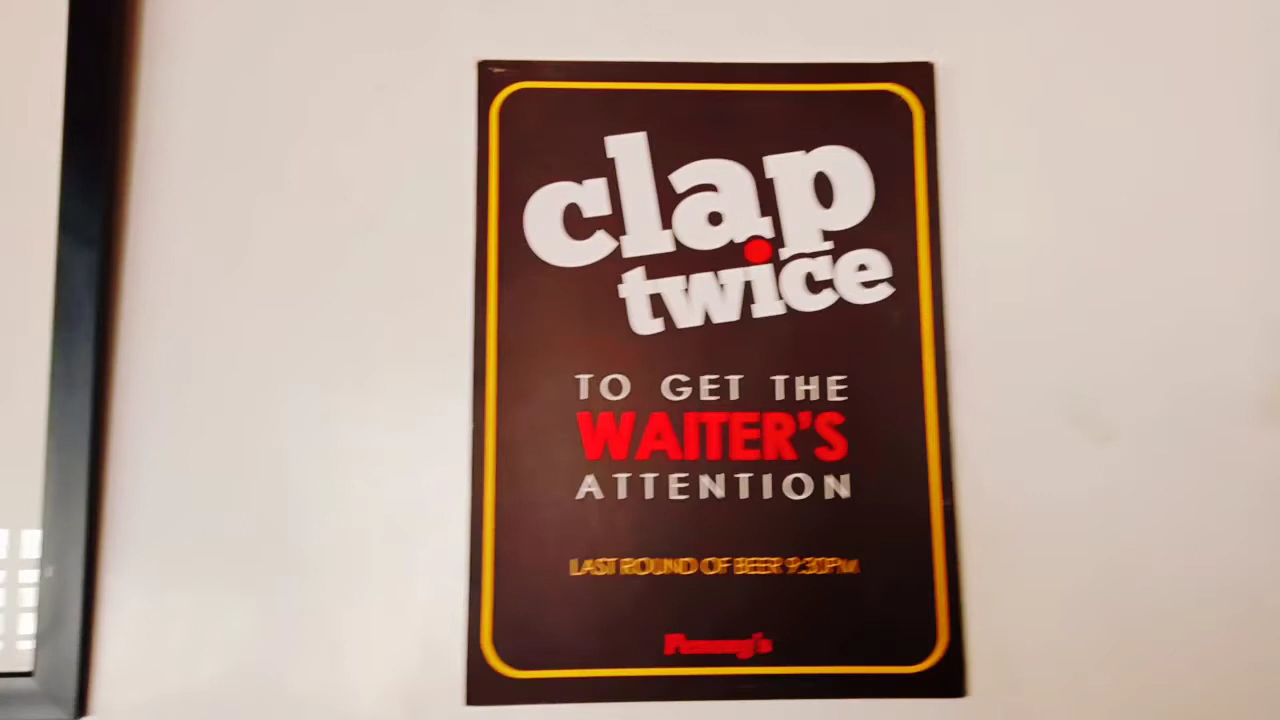 clap
twice
TO GET THE
WAITER'S
ATTENTION
LAST ROUND OF BEER 9:30PM